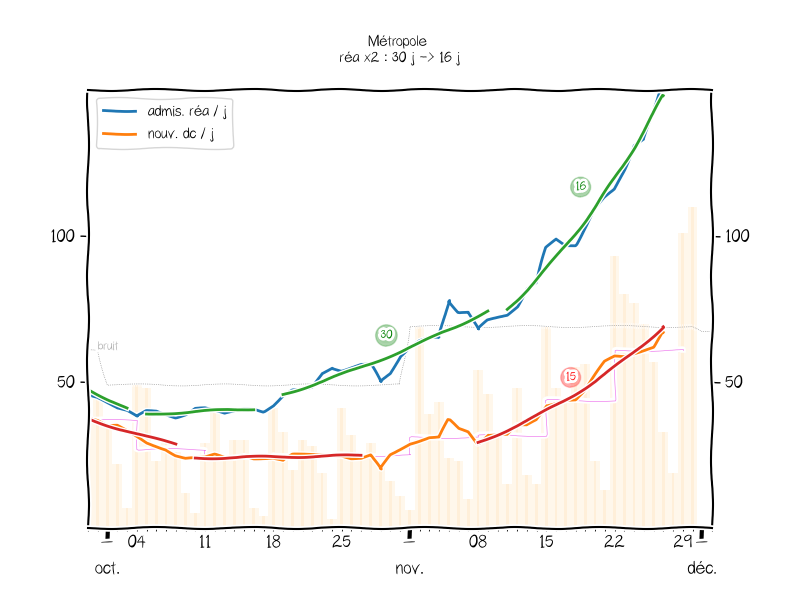 Métropole
réa x2 : 30 j -> 16 j
admis. réa / j
nouv. dc / j
16
100
100
30
bruit
50
15
50
04
11
18
25
08
15
22
29
oct.
nov.
déc.